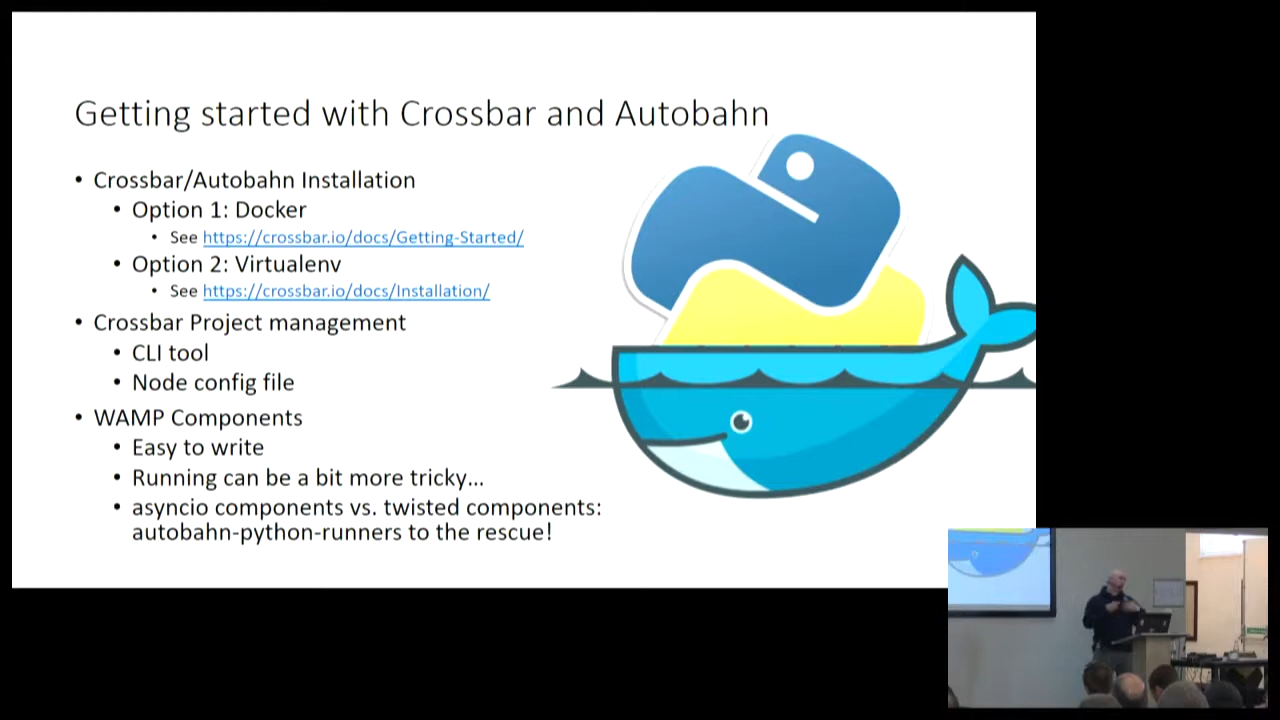 Getting started with Crossbar and Autobahn
• Crossbar/Autobahn Installation
• Option 1: Docker
• See https://crossbar.io/docs/Getting-Started/
• Option 2: Virtualenv
• See https://crossbar.io/docs/Installation/
• Crossbar Project management
• CLI tool
• Node config file
• WAMP Components
• Easy to write
• Running can be a bit more tricky...
• asyncio components vs. twisted components:
autobahn-python-runners to the rescue!